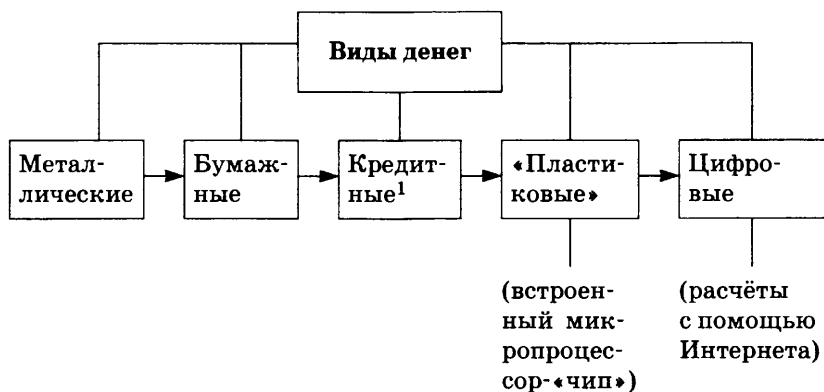 Виды денег
Метал-
лические
Бумаж-
ные
Кредит-
ные¹
«Пласти-
ковые»
Цифро-
вые
(встроен-
ный мик-
ропроцес-
сор-«чип»)
(расчёты
с помощью
Интернета)